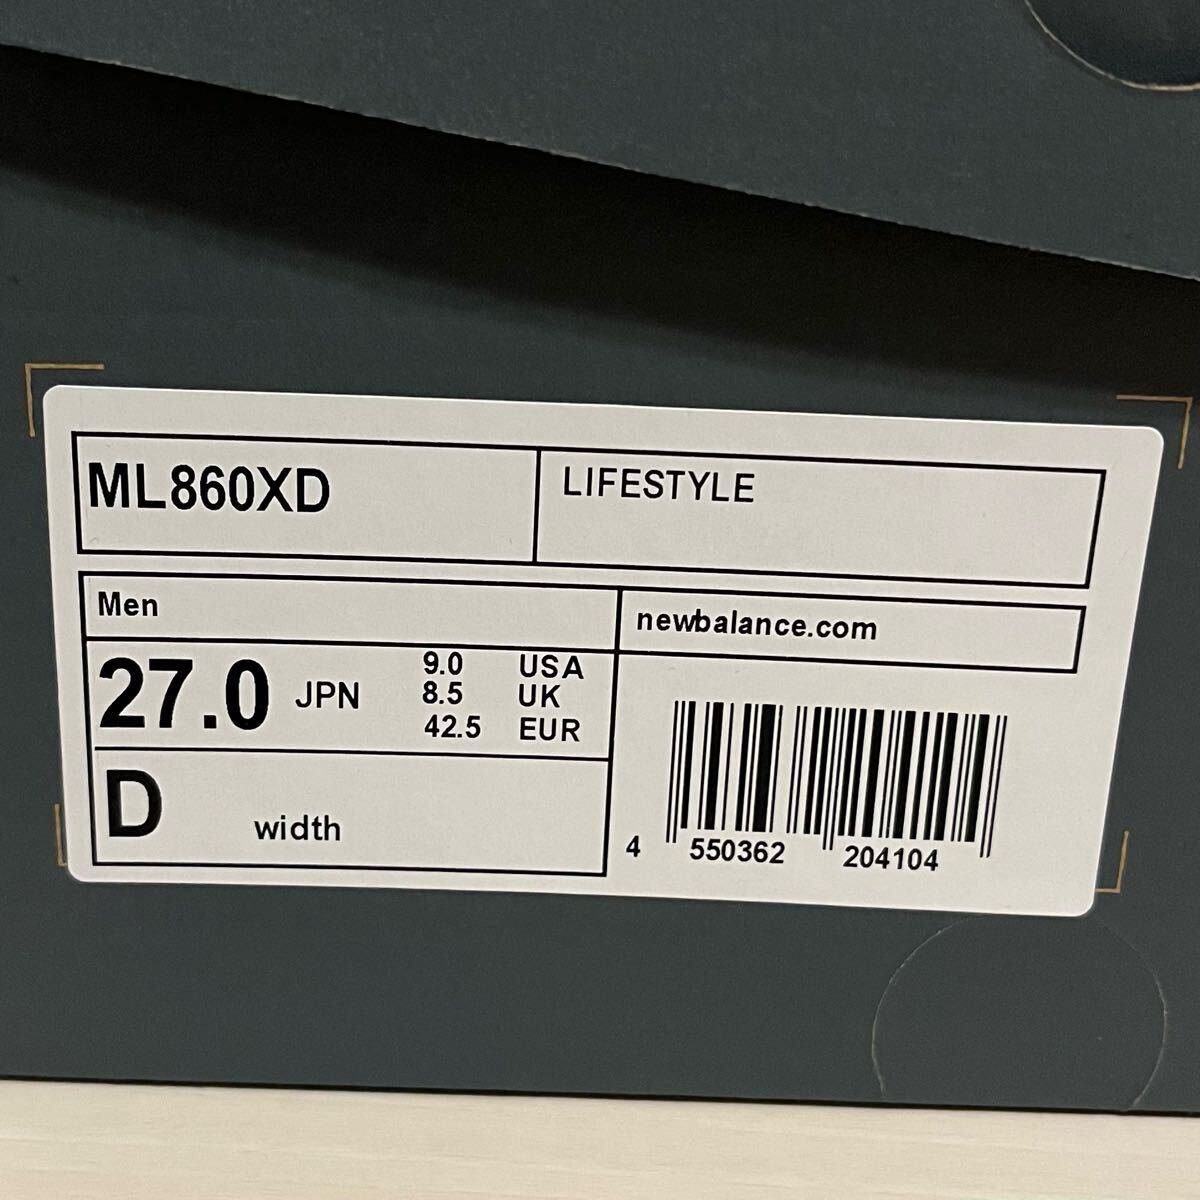 ML860XD
LIFESTYLE
Men
newbalance.com
27.0 JPN
9.0 USA
8.5 UK
42.5 EUR
D width
4 550362 204104